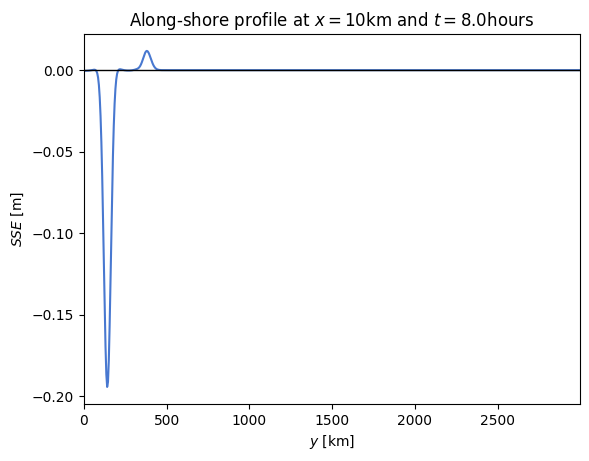 Along-shore profile at x = 10km and t = 8.0hours
SSE [m]
0.00
−0.05
−0.10
−0.15
−0.20
0 500 1000 1500 2000 2500
y [km]